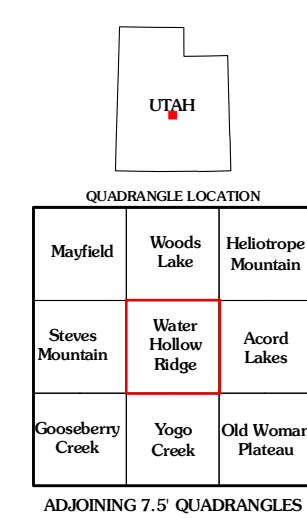 UTAH
QUADRANGLE LOCATION
Mayfield
Woods
Lake
Heliotrope
Mountain
Steves
Mountain
Water
Hollow
Ridge
Acord
Lakes
Gooseberry
Creek
Yogo
Creek
Old Woman
Plateau
ADJOINING 7.5' QUADRANGLES